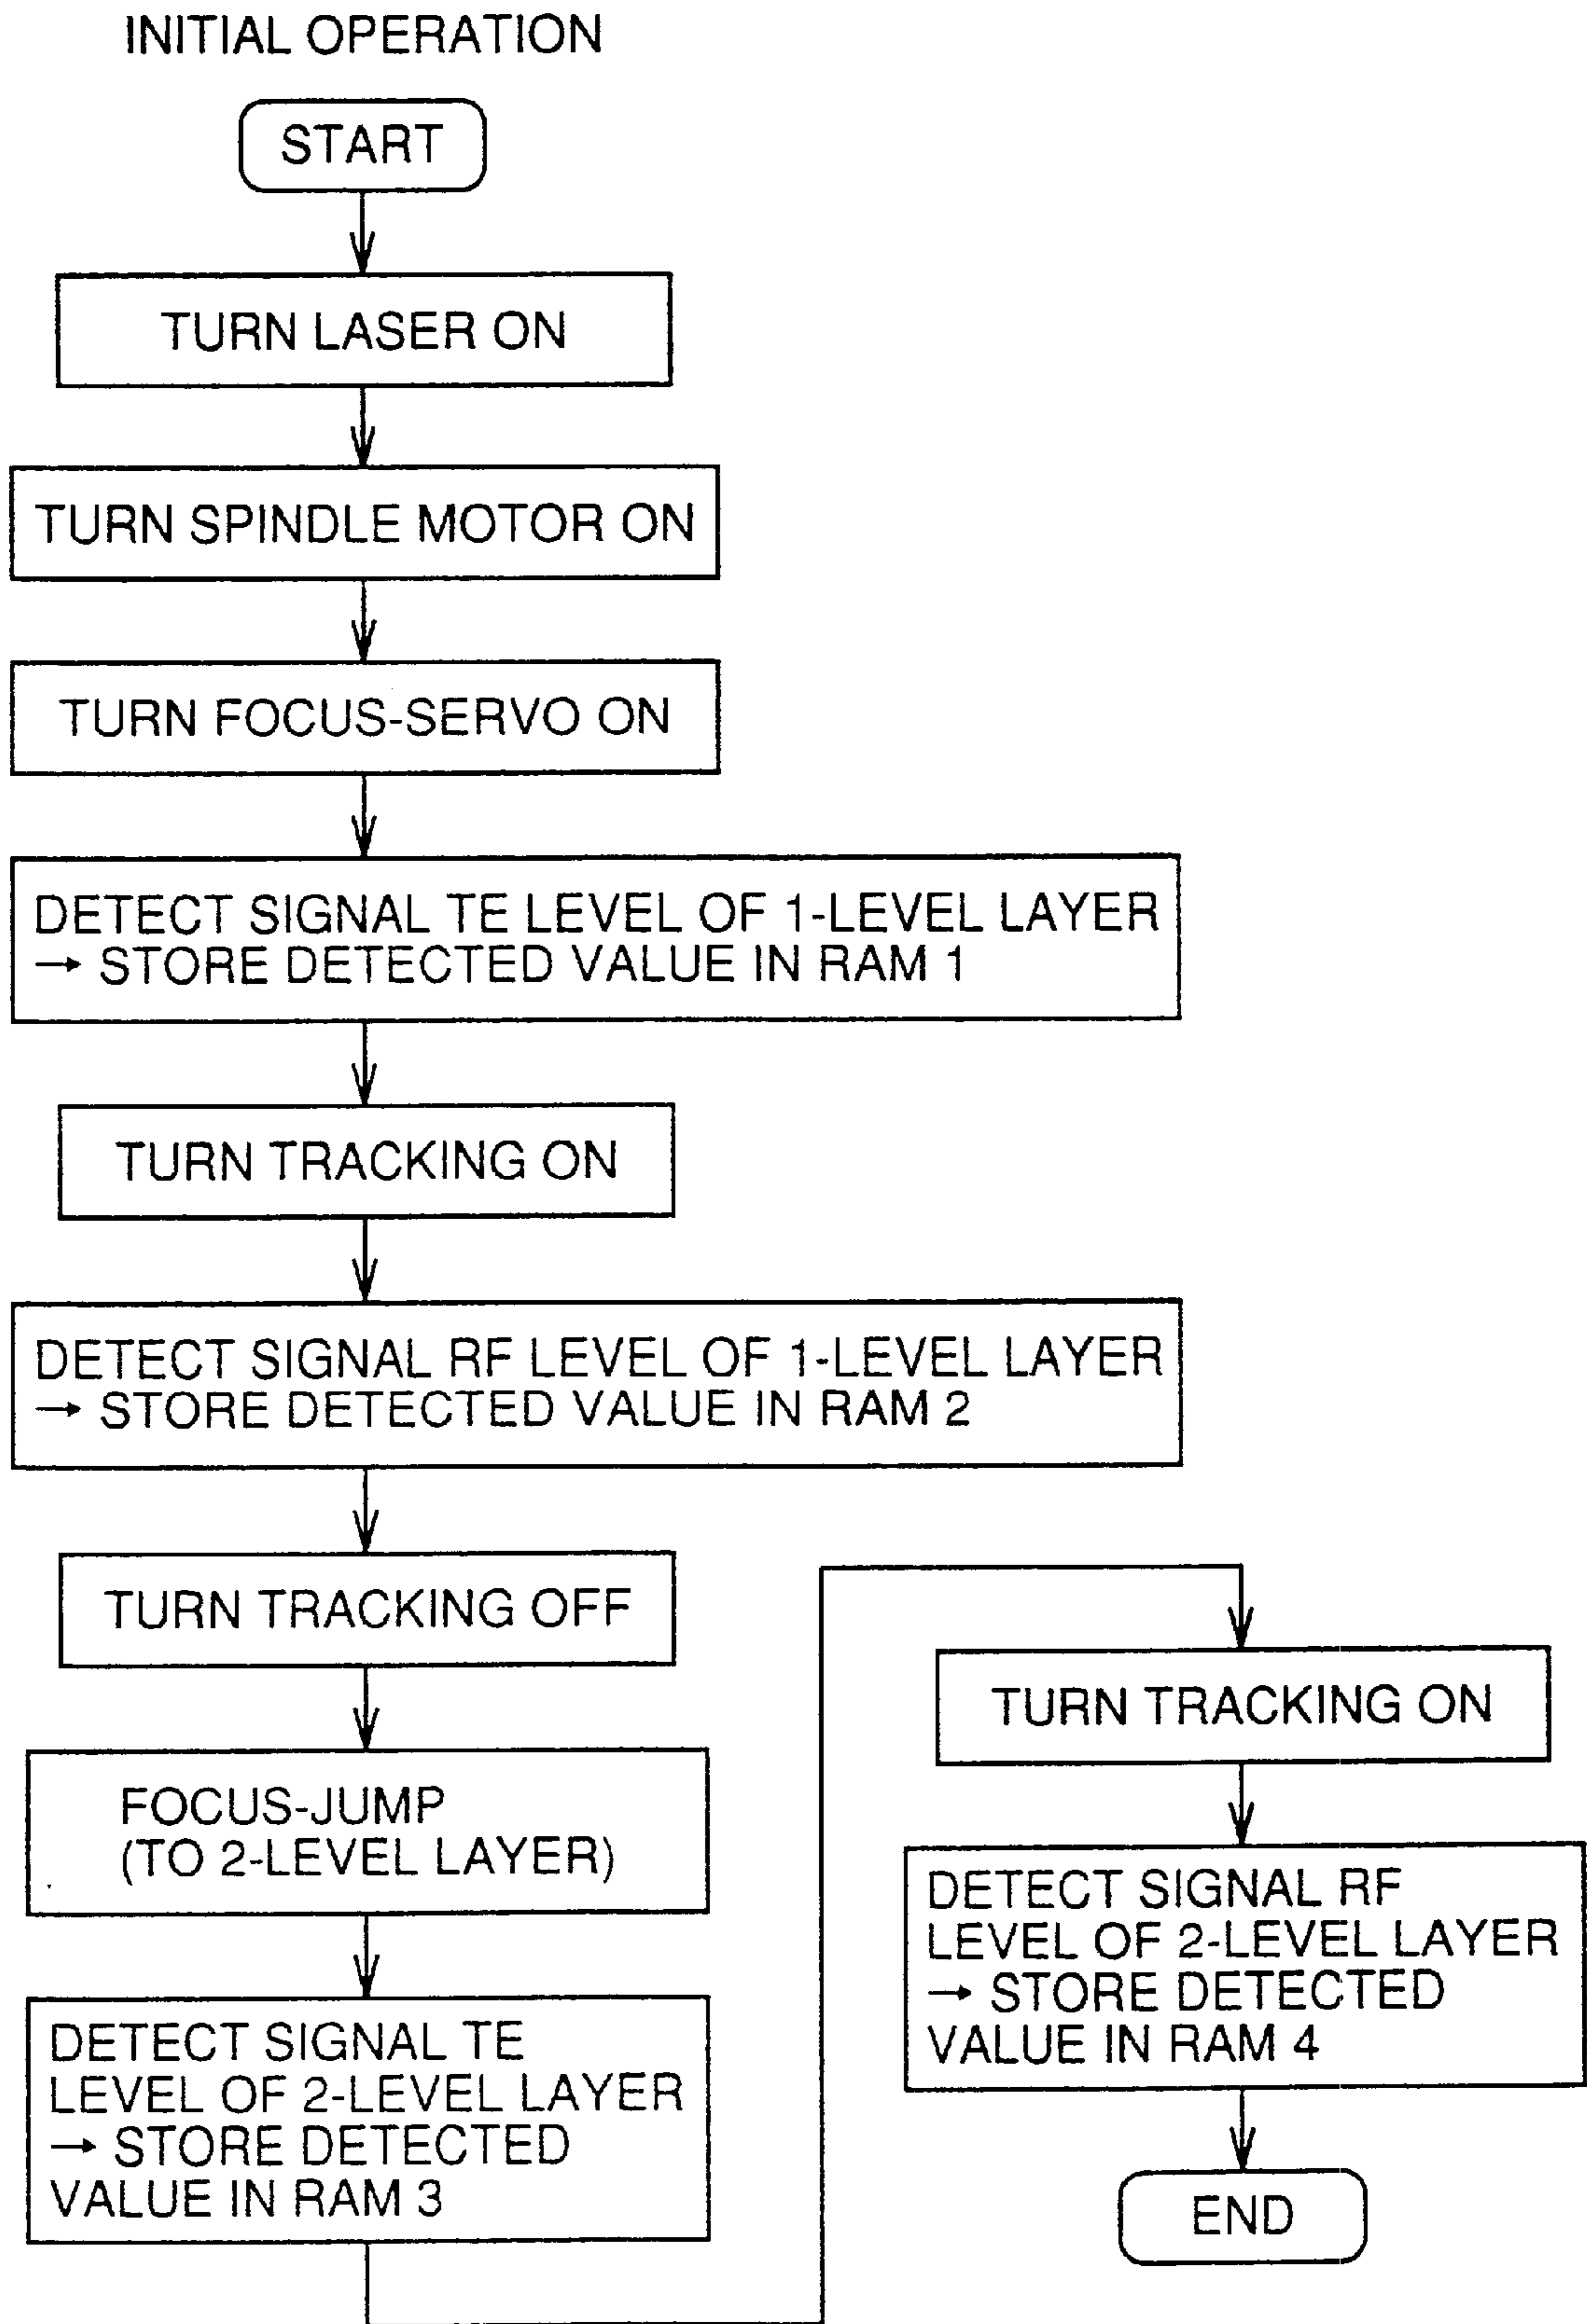 INITIAL OPERATION
START
TURN LASER ON
TURN SPINDLE MOTOR ON
TURN FOCUS-SERVO ON
DETECT SIGNAL TE LEVEL OF 1-LEVEL LAYER
→ STORE DETECTED VALUE IN RAM 1
TURN TRACKING ON
DETECT SIGNAL RF LEVEL OF 1-LEVEL LAYER
→ STORE DETECTED VALUE IN RAM 2
TURN TRACKING OFF
FOCUS-JUMP
(TO 2-LEVEL LAYER)
DETECT SIGNAL TE
LEVEL OF 2-LEVEL LAYER
→ STORE DETECTED
VALUE IN RAM 3
TURN TRACKING ON
DETECT SIGNAL RF
LEVEL OF 2-LEVEL LAYER
→ STORE DETECTED
VALUE IN RAM 4
END